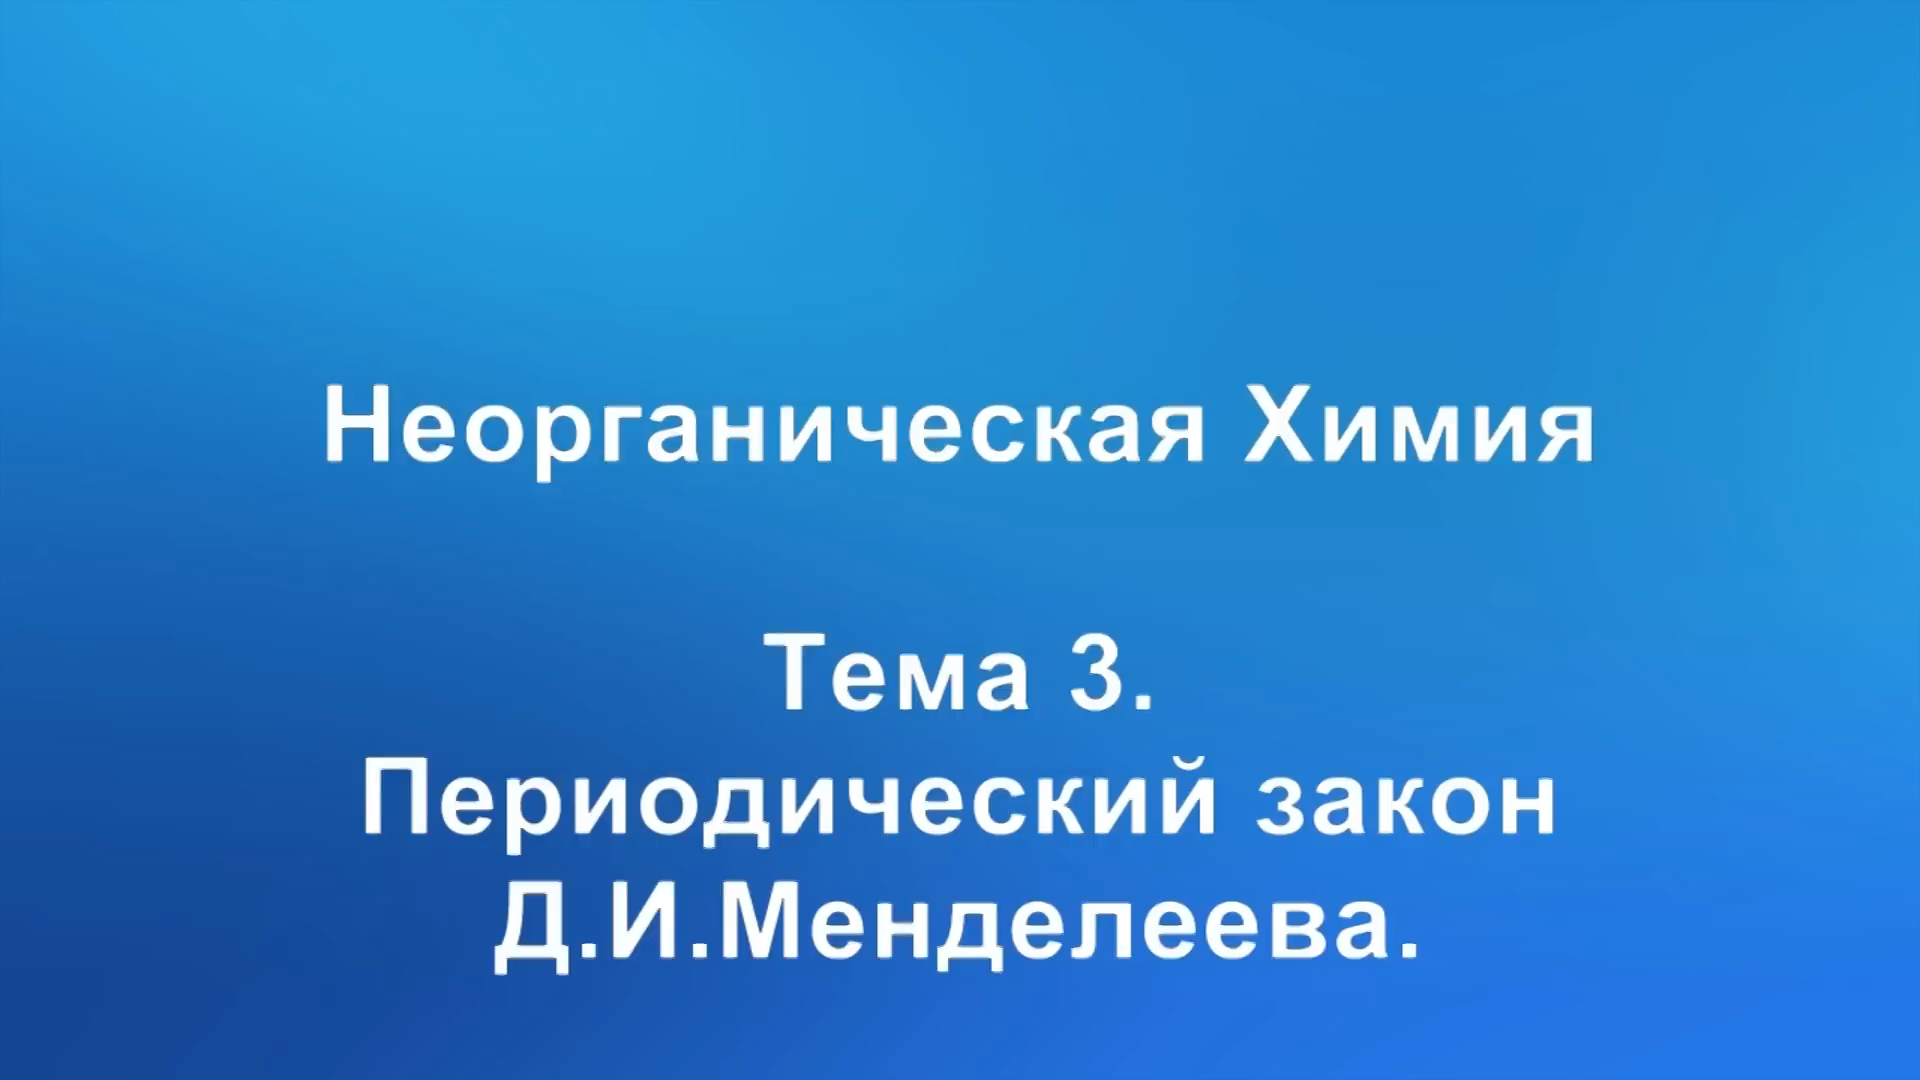 Неорганическая Химия
Тема 3.
Периодический закон
Д.И.Менделеева.